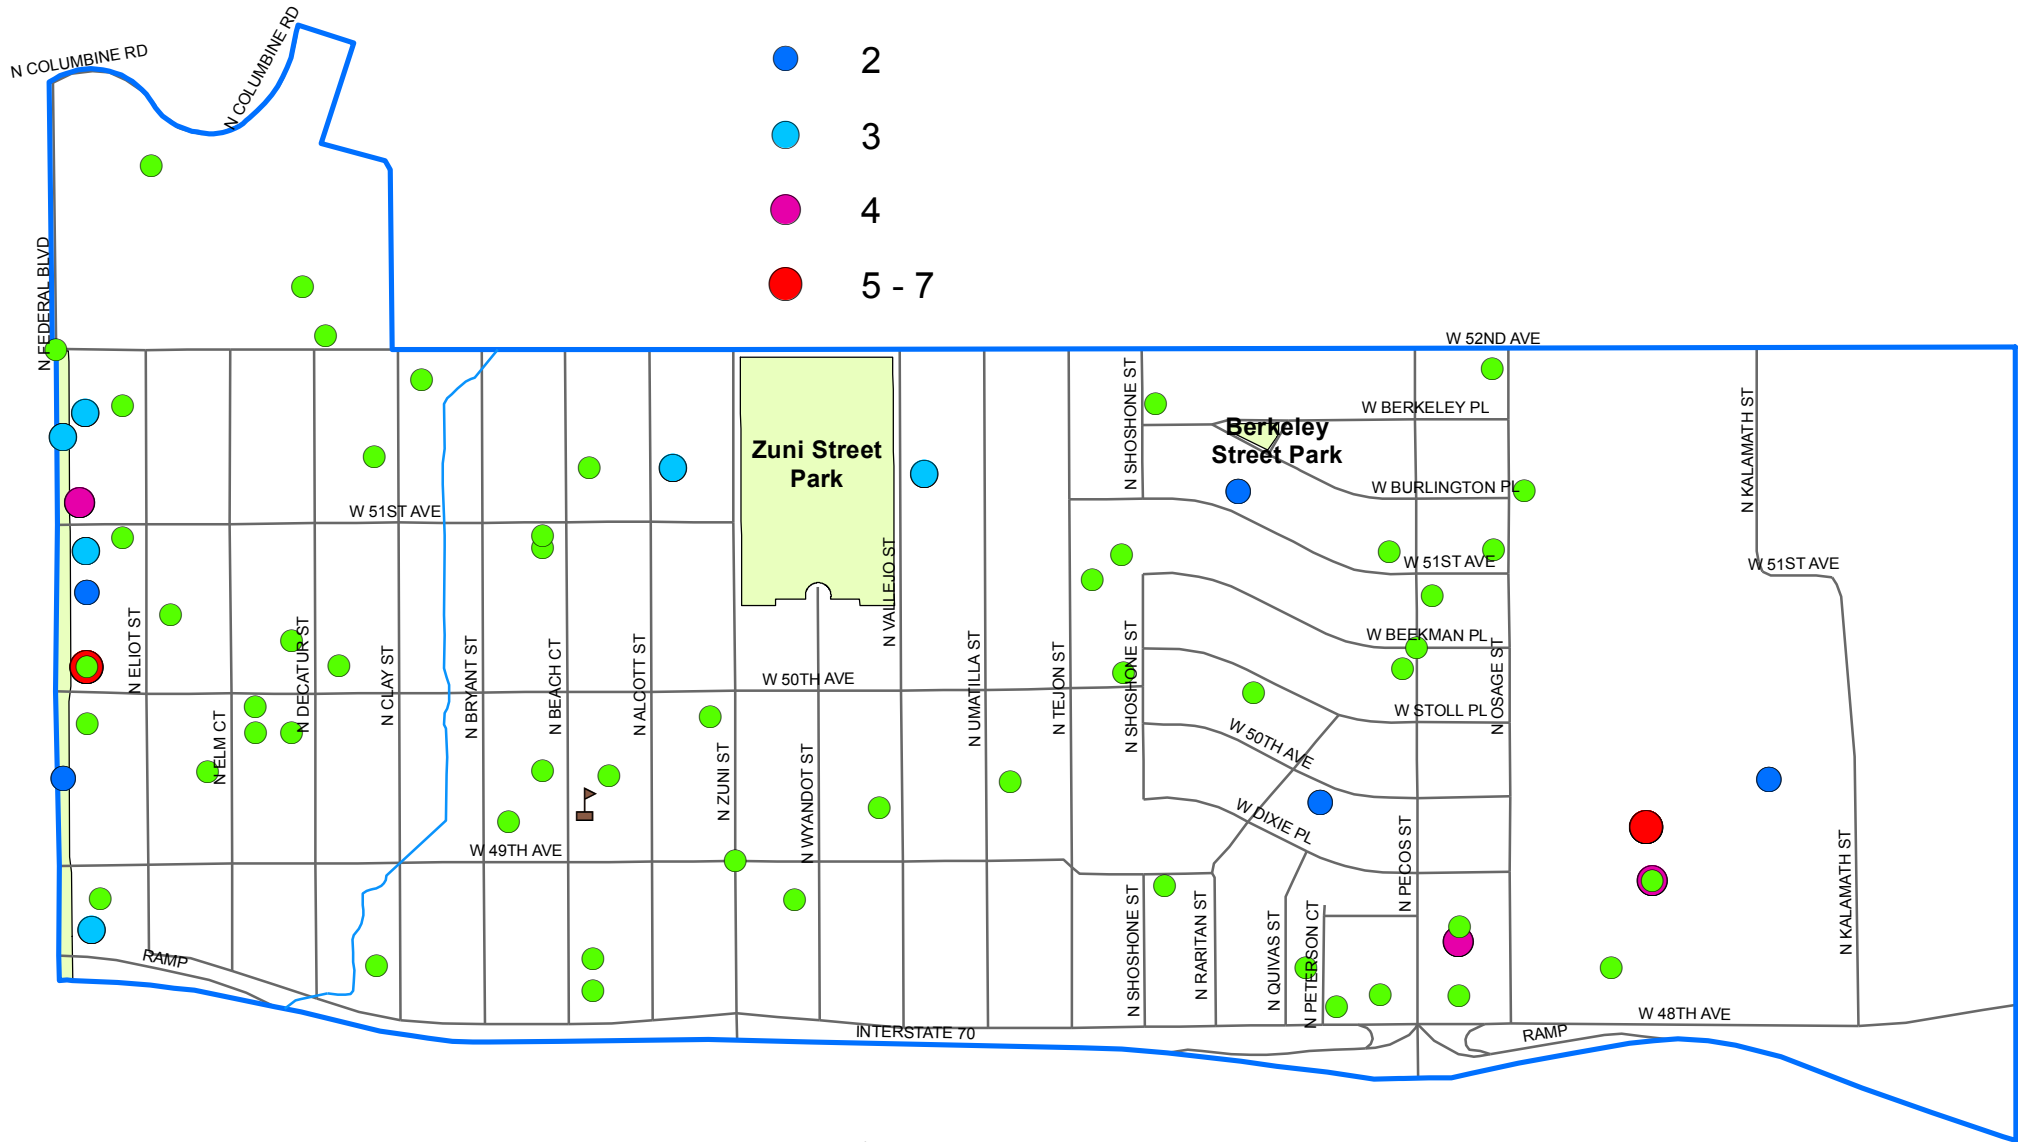 N COLUMBINE RD
N COLUMBINE RD
2
3
4
5 - 7
N FEDERAL BLVD
W 52ND AVE
N SHOSHONE ST
W BERKELEY PL
N KALAMATH ST
Berkeley
Street Park
Zuni Street
Park
W BURLINGTON PL
W 51ST AVE
W 51ST AVE
W 51ST AVE
N VALLEJO ST
N ELIOT ST
N DECATUR ST
N CLAY ST
N BRYANT ST
N BEACH CT
N ALCOTT ST
N UMATILLA ST
N TEJON ST
N SHOSHONE ST
W BEEKMAN PL
N OSAGE ST
W 50TH AVE
W STOLL PL
N ELM CT
N ZUNI ST
N WYANDOT ST
W 50TH AVE
W DIXIE PL
N PECOS ST
W 49TH AVE
N KALAMATH ST
N SHOSHONE ST
N RARITAN ST
N QUIVAS ST
N PETERSON CT
RAMP
W 48TH AVE
INTERSTATE 70
RAMP